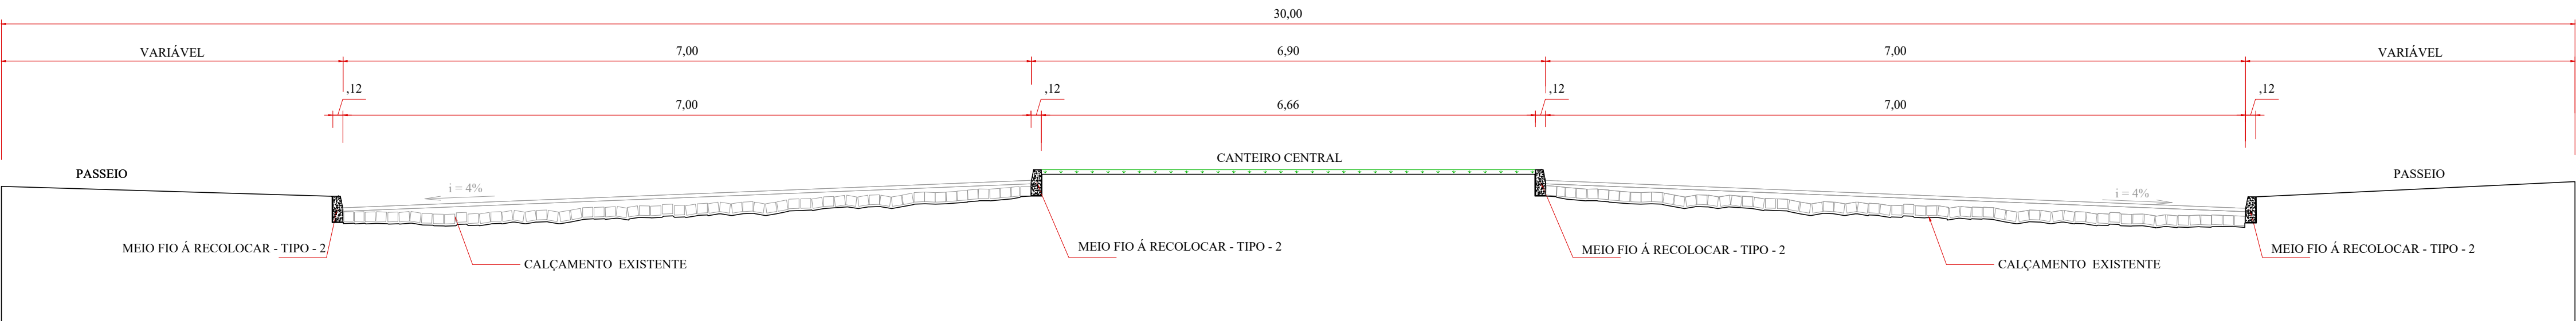 30,00
VARIÁVEL
7,00
6,90
7,00
VARIÁVEL
,12
7,00
,12
6,66
,12
7,00
,12
CANTEIRO CENTRAL
PASSEIO
i = 4%
i = 4%
PASSEIO
MEIO FIO Á RECOLOCAR - TIPO - 2
CALÇAMENTO EXISTENTE
MEIO FIO Á RECOLOCAR - TIPO - 2
MEIO FIO Á RECOLOCAR - TIPO - 2
CALÇAMENTO EXISTENTE
MEIO FIO Á RECOLOCAR - TIPO - 2